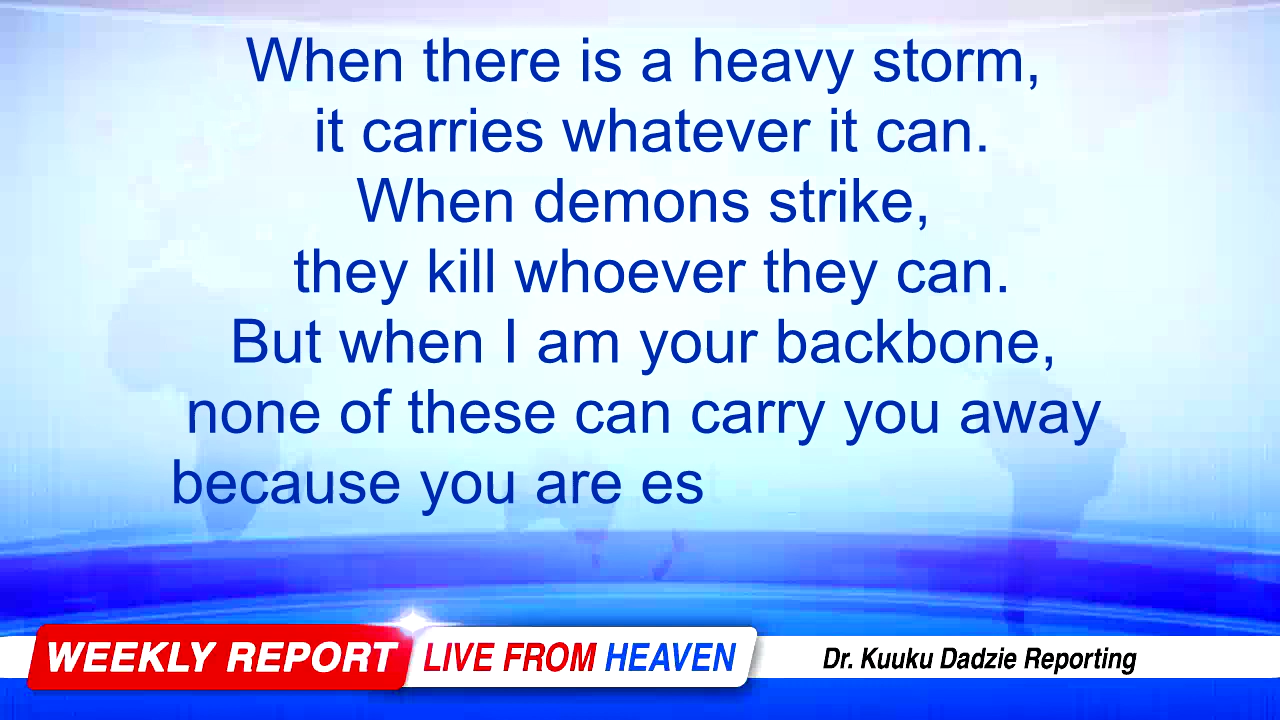 When there is a heavy storm,
it carries whatever it can.
When demons strike,
they kill whoever they can.
But when I am your backbone,
none of these can carry you away
because you are es
WEEKLY REPORT LIVE FROM HEAVEN Dr. Kuuku Dadzie Reporting